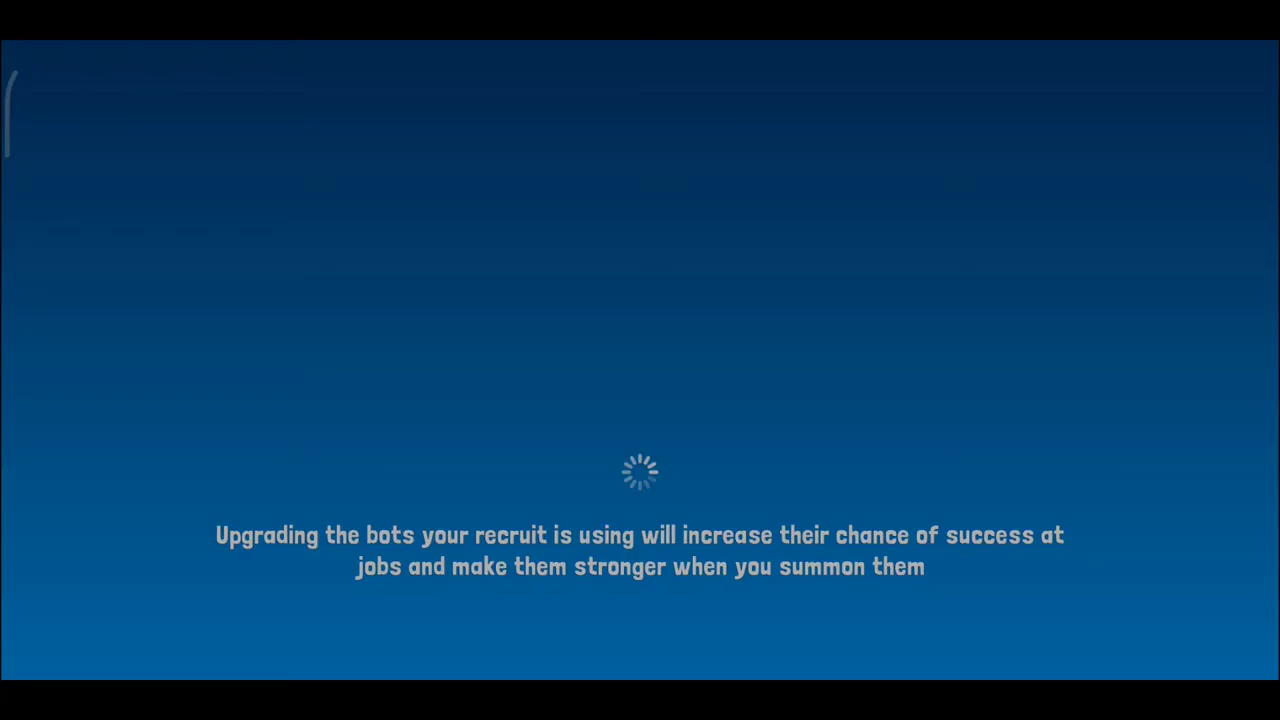 Upgrading the bots your recruit is using will increase their chance of success at
jobs and make them stronger when you summon them